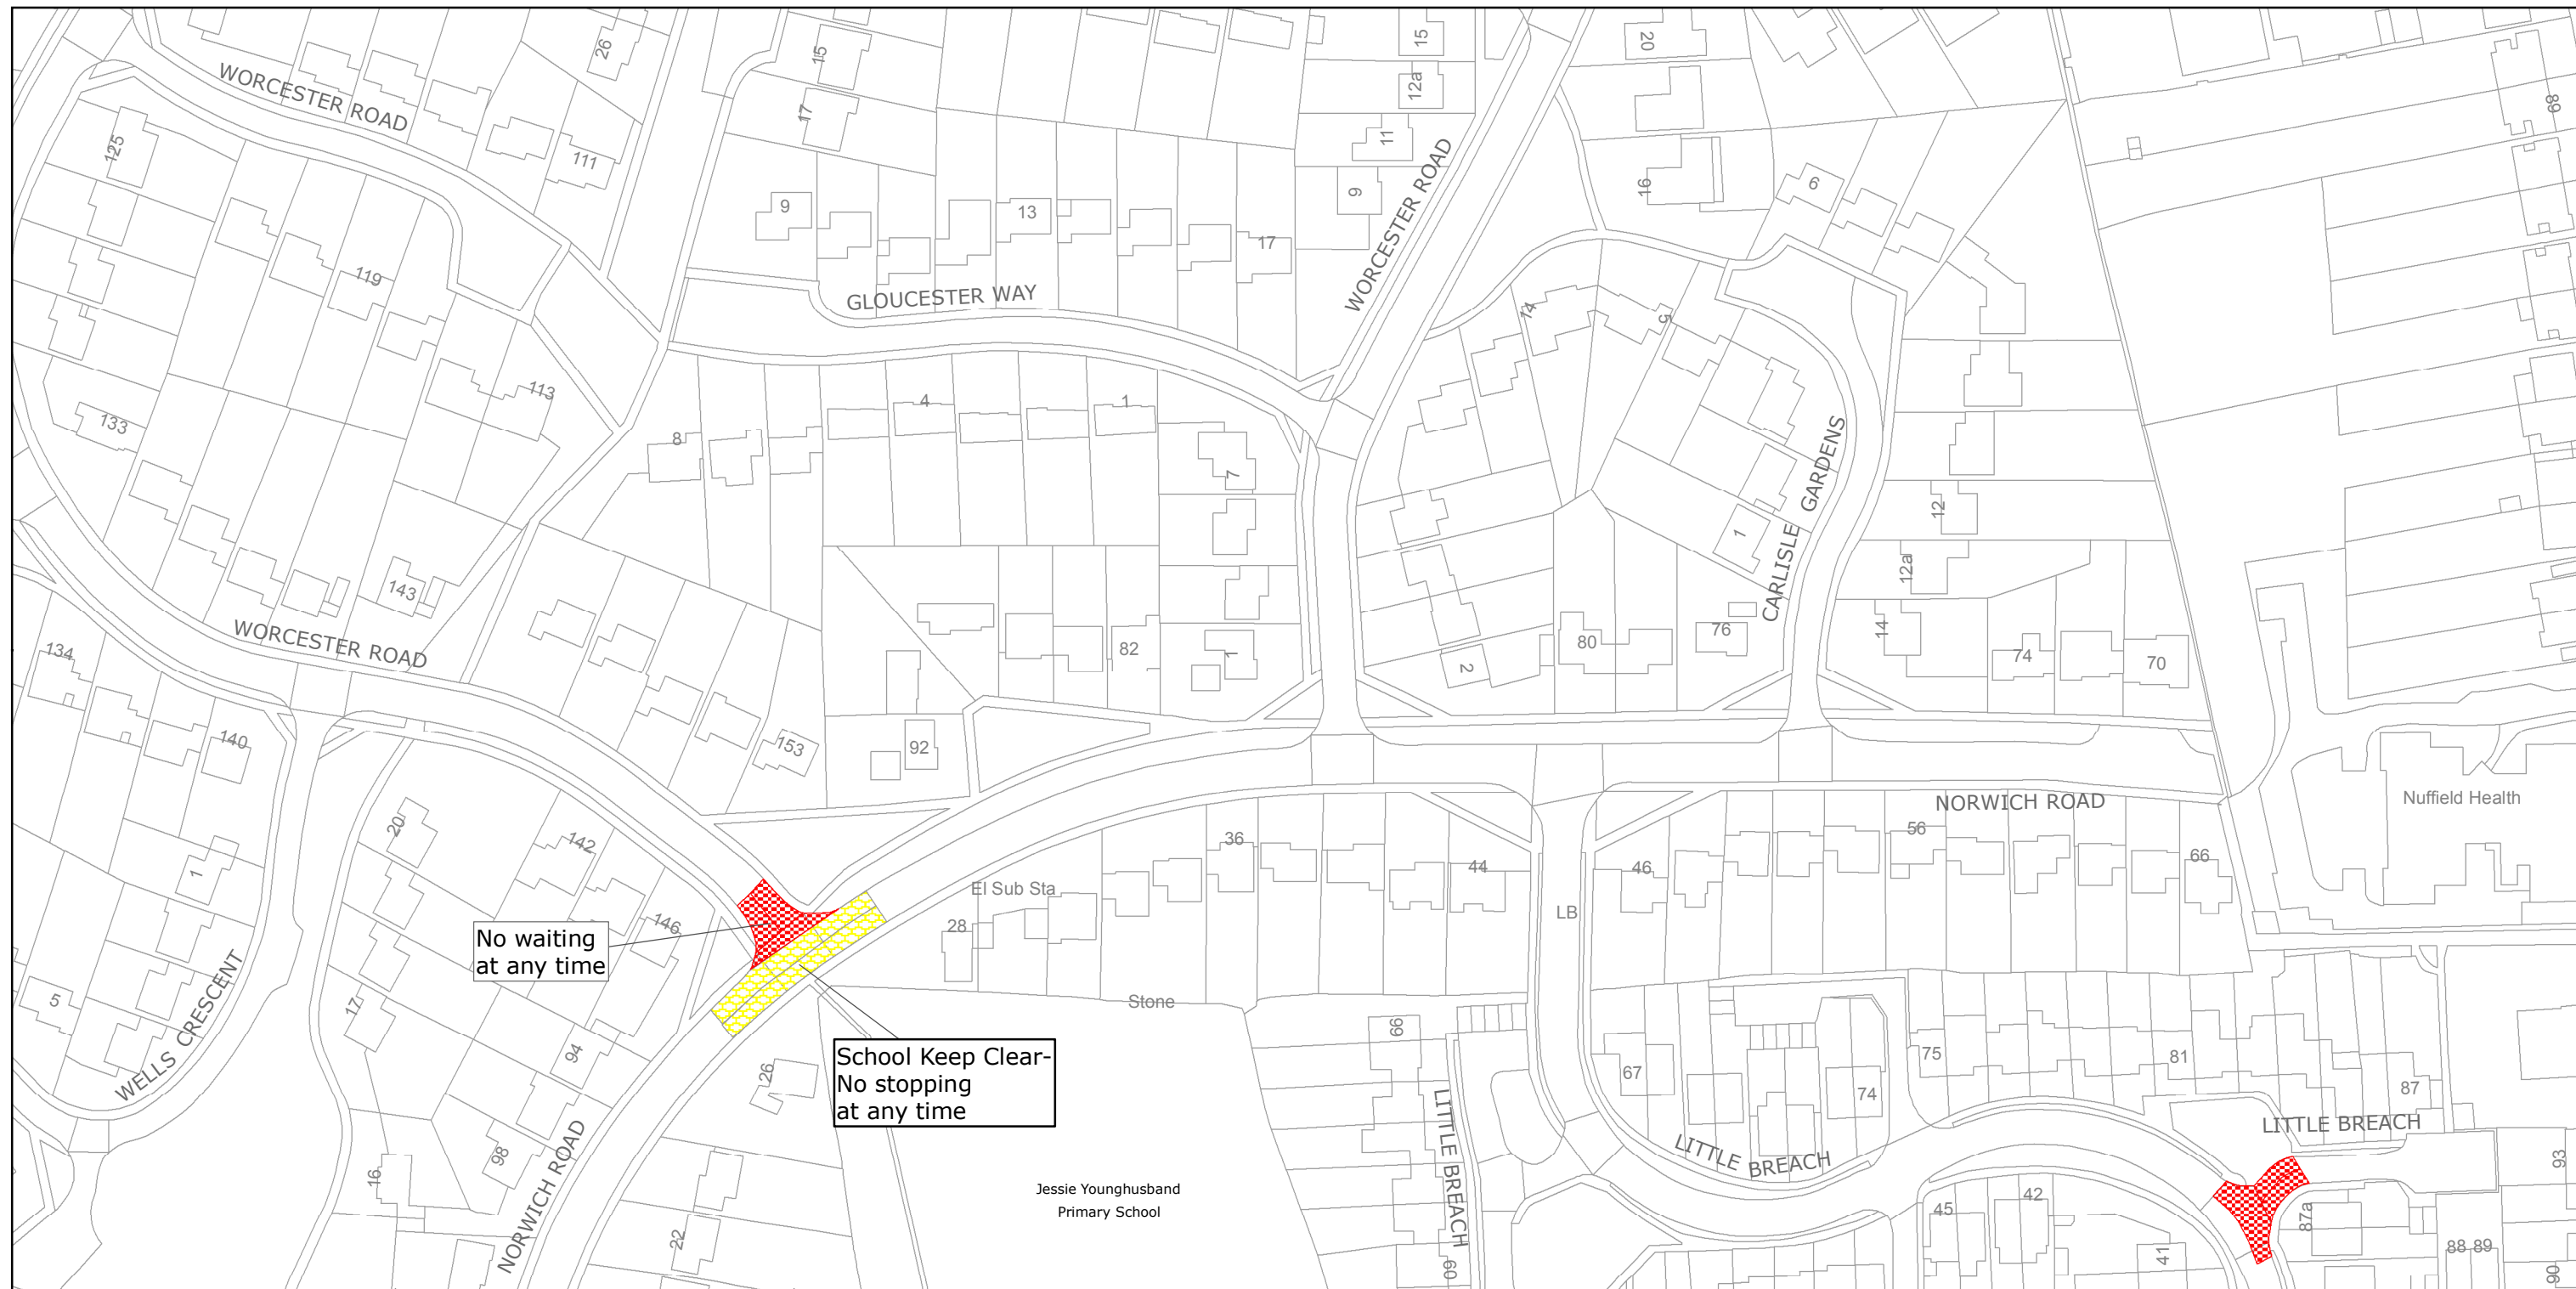 26
15
15
20
WORCESTER ROAD
12a
89
17
11
125
111
WORCESTER ROAD
9
16
6
9
13
17
119
GLOUCESTER WAY
14
5
113
4
1
133
8
7
CARLISLE GARDENS
12
1
143
12a
WORCESTER ROAD
134
82
1
80
76
14
2
74
70
140
153
92
NORWICH ROAD
Nuffield Health
20
142
36
56
1
El Sub Sta
44
46
66
28
LB
146
No waiting
at any time
5
17
Stone
WELLS CRESCENT
94
66
School Keep Clear-
No stopping
at any time
26
67
75
81
74
87
LITTLE BREACH
LITTLE BREACH
LITTLE BREACH
98
16
NORWICH ROAD
93
Jessie Younghusband
Primary School
45
42
87a
22
41
88
89
60
90